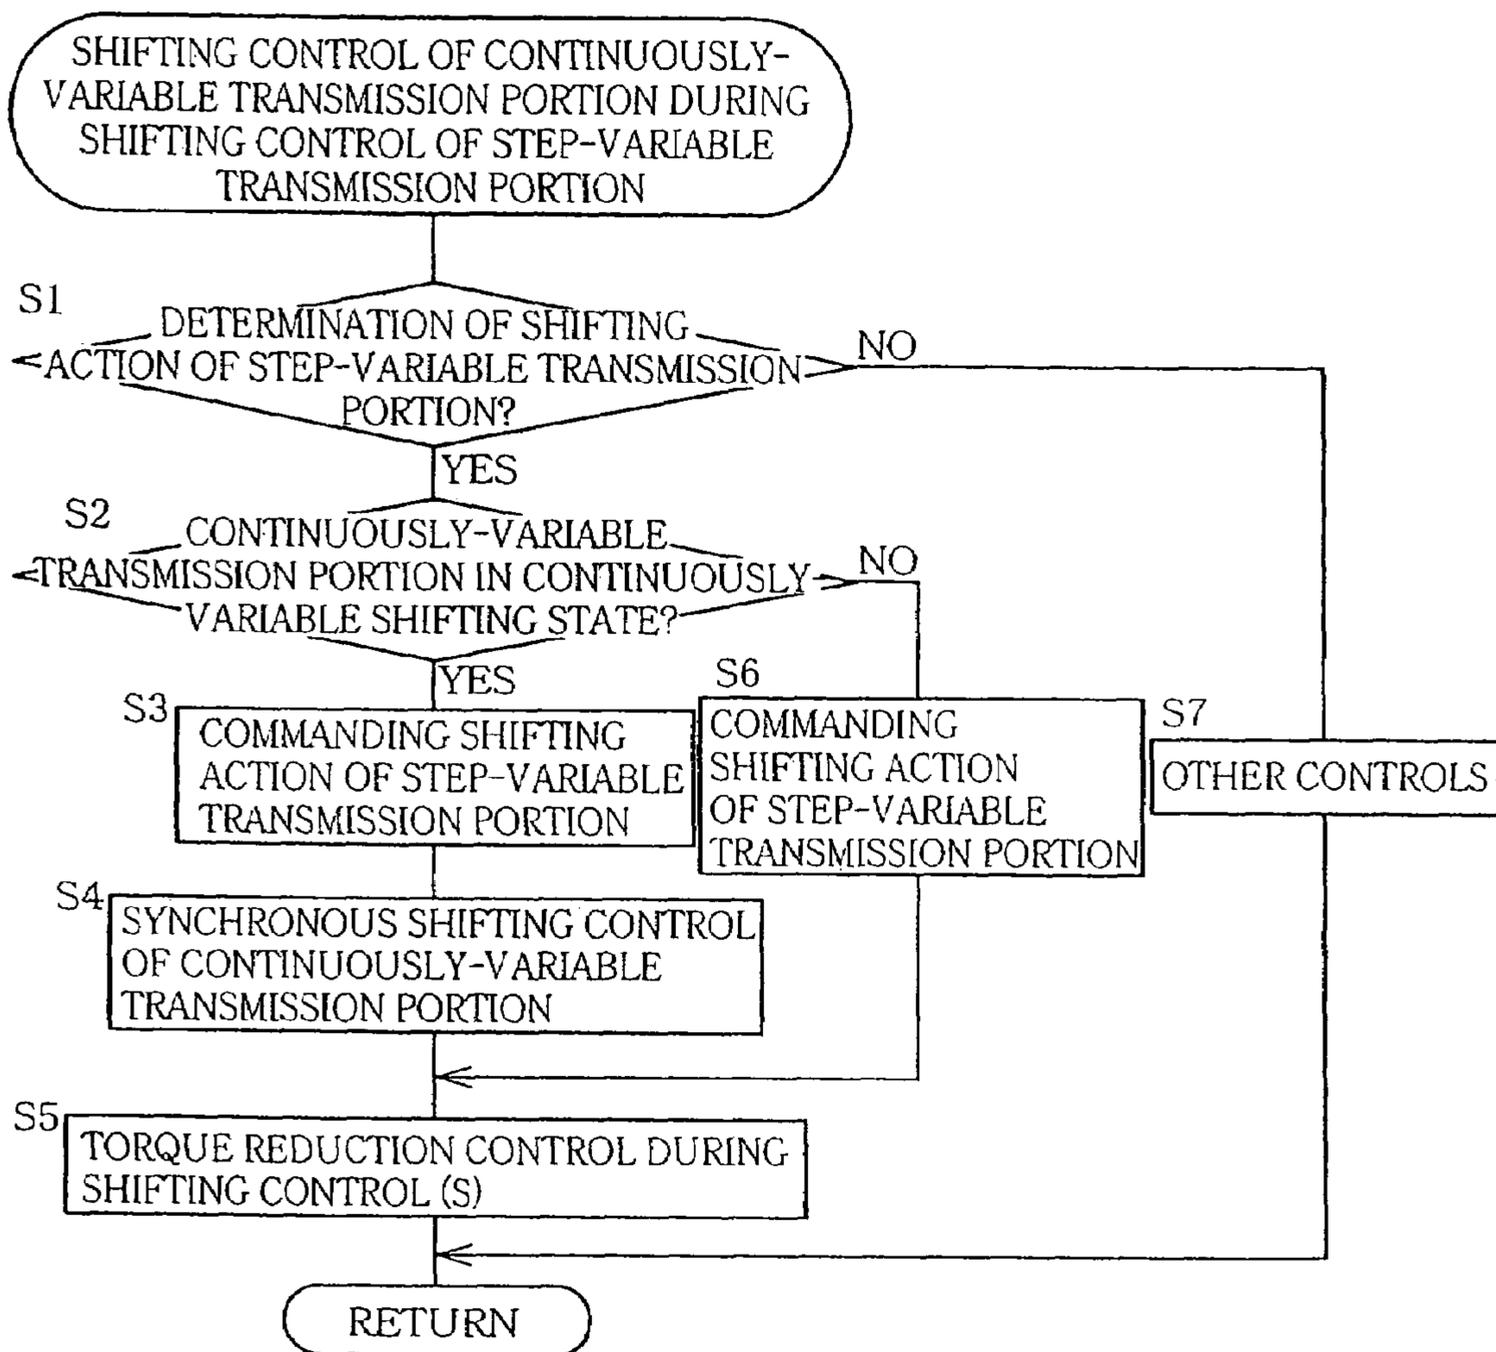 SHIFTING CONTROL OF CONTINUOUSLY-
VARIABLE TRANSMISSION PORTION DURING
SHIFTING CONTROL OF STEP-VARIABLE
TRANSMISSION PORTION
S1
DETERMINATION OF SHIFTING
ACTION OF STEP-VARIABLE TRANSMISSION
PORTION?
NO
YES
S2
CONTINUOUSLY-VARIABLE
TRANSMISSION PORTION IN CONTINUOUSLY
VARIABLE SHIFTING STATE?
NO
YES
S3
COMMANDING SHIFTING
ACTION OF STEP-VARIABLE
TRANSMISSION PORTION
S6
COMMANDING
SHIFTING ACTION
OF STEP-VARIABLE
TRANSMISSION PORTION
S7
OTHER CONTROLS
S4
SYNCHRONOUS SHIFTING CONTROL
OF CONTINUOUSLY-VARIABLE
TRANSMISSION PORTION
S5
TORQUE REDUCTION CONTROL DURING
SHIFTING CONTROL (S)
RETURN